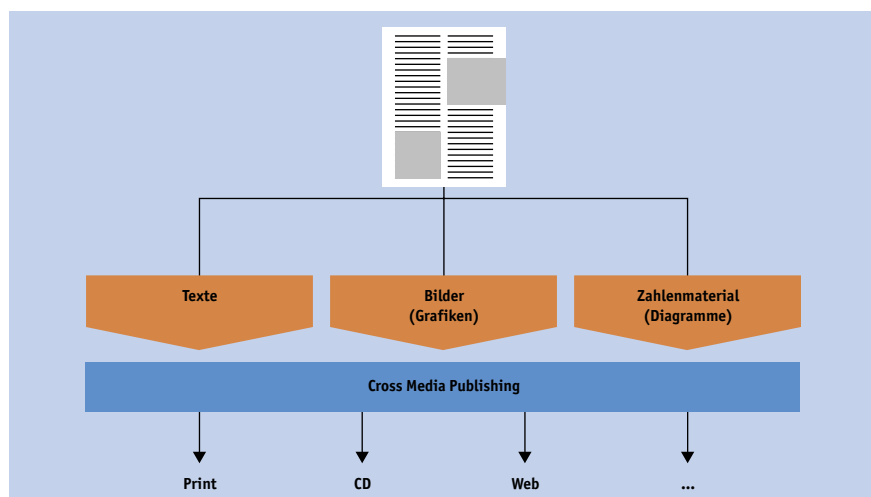 Texte
Bilder
(Grafiken)
Zahlenmaterial
(Diagramme)
Cross Media Publishing
Print
CD
Web
...